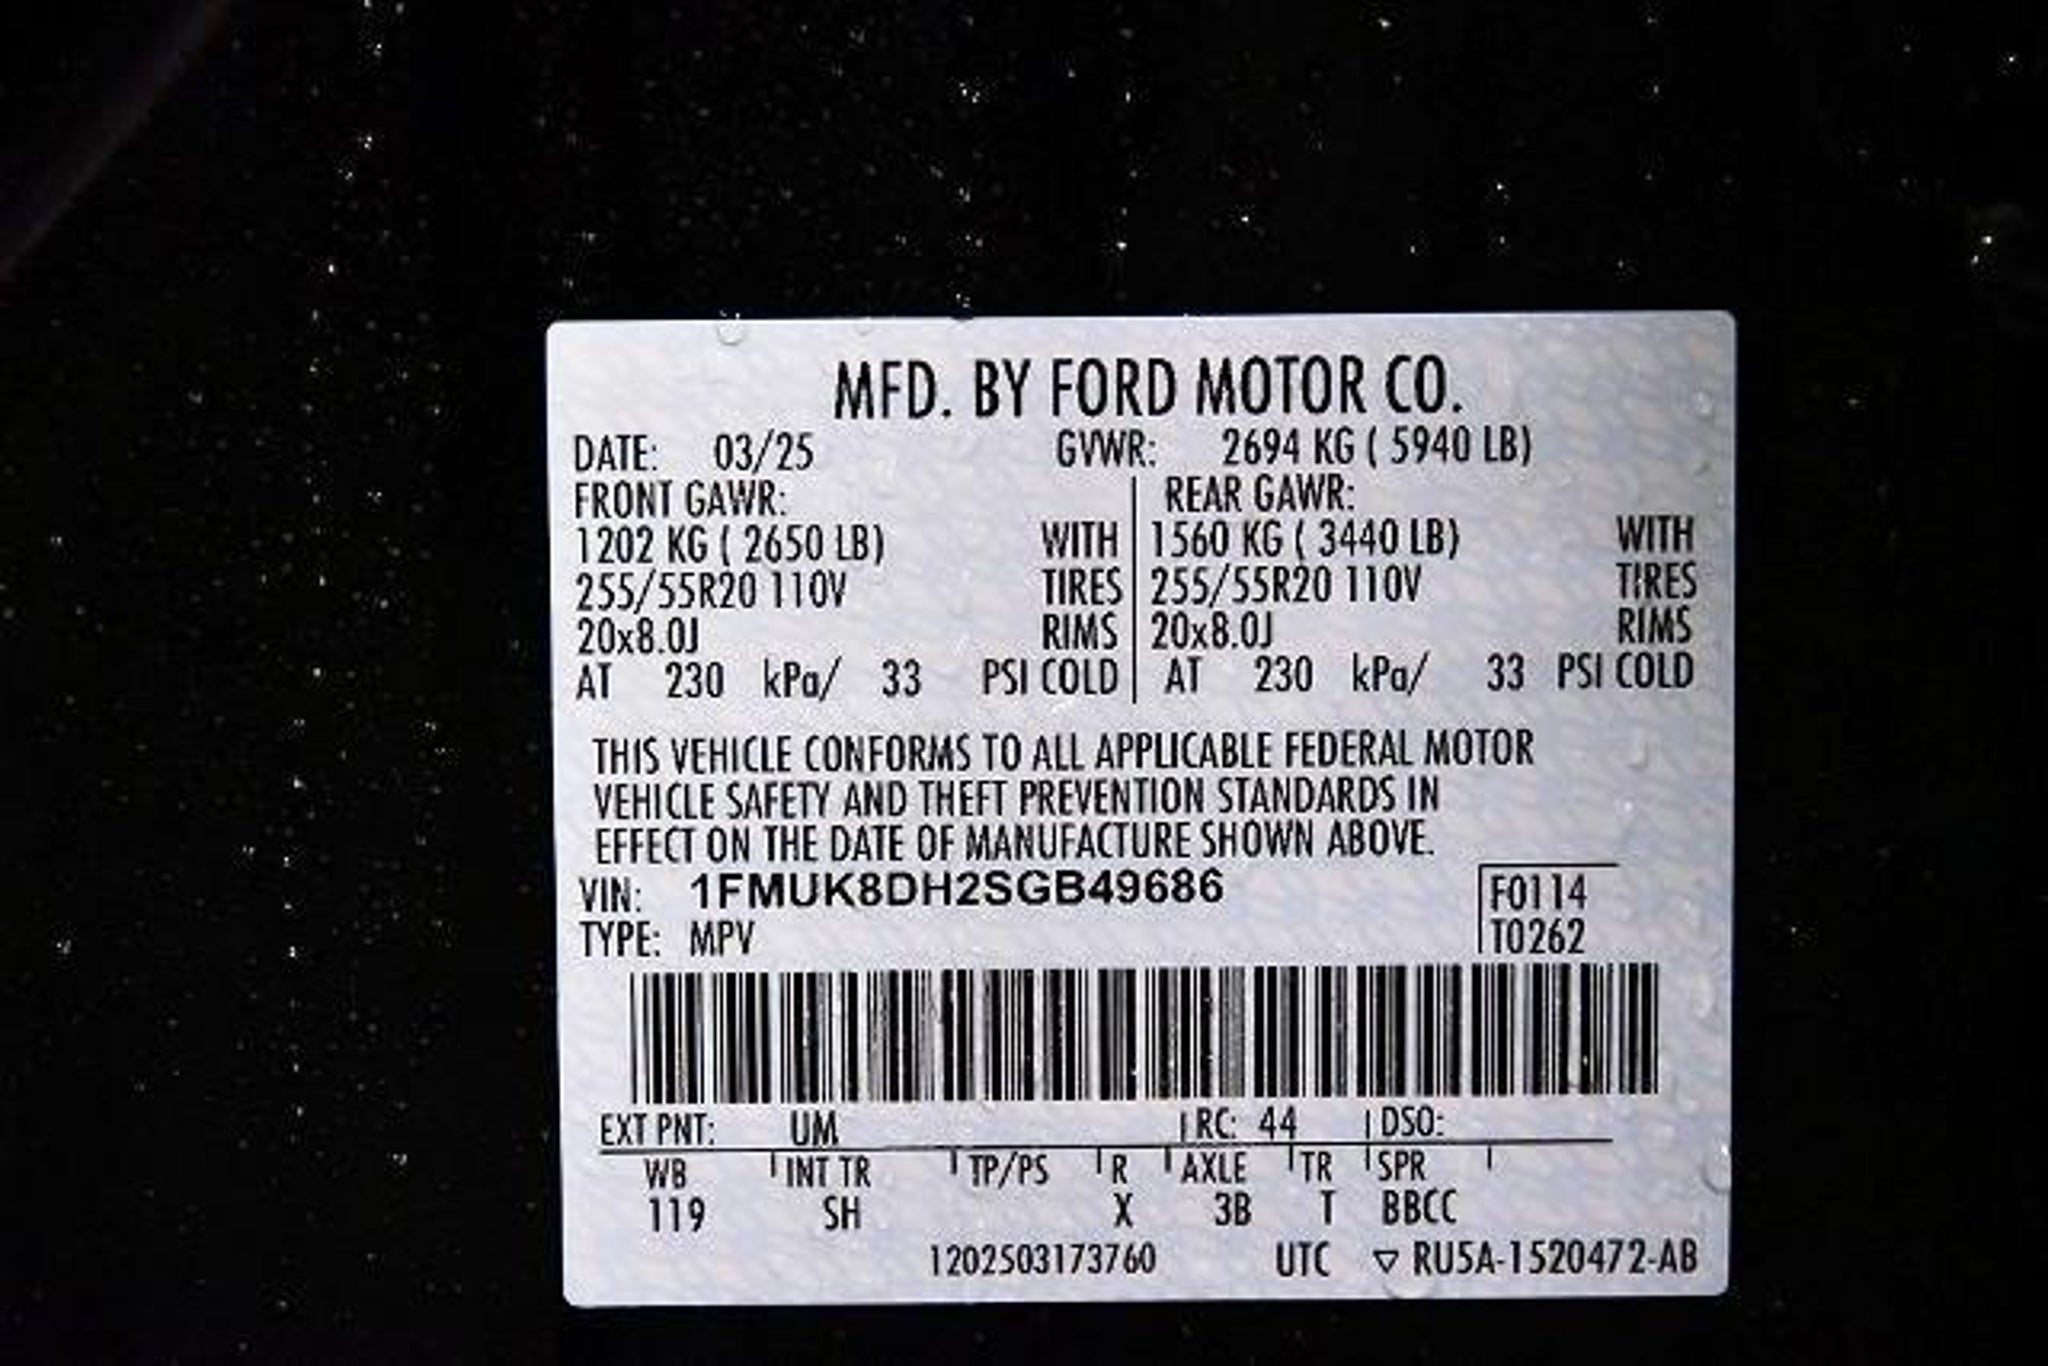 MFD. BY FORD MOTOR CO.
DATE: 03/25 GVWR: 2694 KG ( 5940 LB)
FRONT GAWR: REAR GAWR:
1202 KG ( 2650 LB) WITH 1560 KG ( 3440 LB) WITH
255/55R20 110V TIRES 255/55R20 110V TIRES
20x8.0J RIMS 20x8.0J RIMS
AT 230 kPa/ 33 PSI COLD AT 230 kPa/ 33 PSI COLD
THIS VEHICLE CONFORMS TO ALL APPLICABLE FEDERAL MOTOR
VEHICLE SAFETY AND THEFT PREVENTION STANDARDS IN
EFFECT ON THE DATE OF MANUFACTURE SHOWN ABOVE.
VIN: 1FMUK8DH2SGB49686 F0114
TYPE: MPV T0262
EXT PNT: UM RC: 44 DSO:
WB INT TR TP/PS R AXLE TR SPR
119 SH X 3B T BBCC
1202503173760 UTC ▽ RU5A-1520472-AB